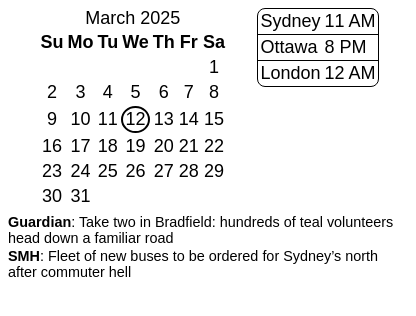 March 2025
Su Mo Tu We Th Fr Sa
1
2 3 4 5 6 7 8
9 10 11 12 13 14 15
16 17 18 19 20 21 22
23 24 25 26 27 28 29
30 31
Sydney 11 AM
Ottawa 8 PM
London 12 AM
Guardian: Take two in Bradfield: hundreds of teal volunteers
head down a familiar road
SMH: Fleet of new buses to be ordered for Sydney’s north
after commuter hell